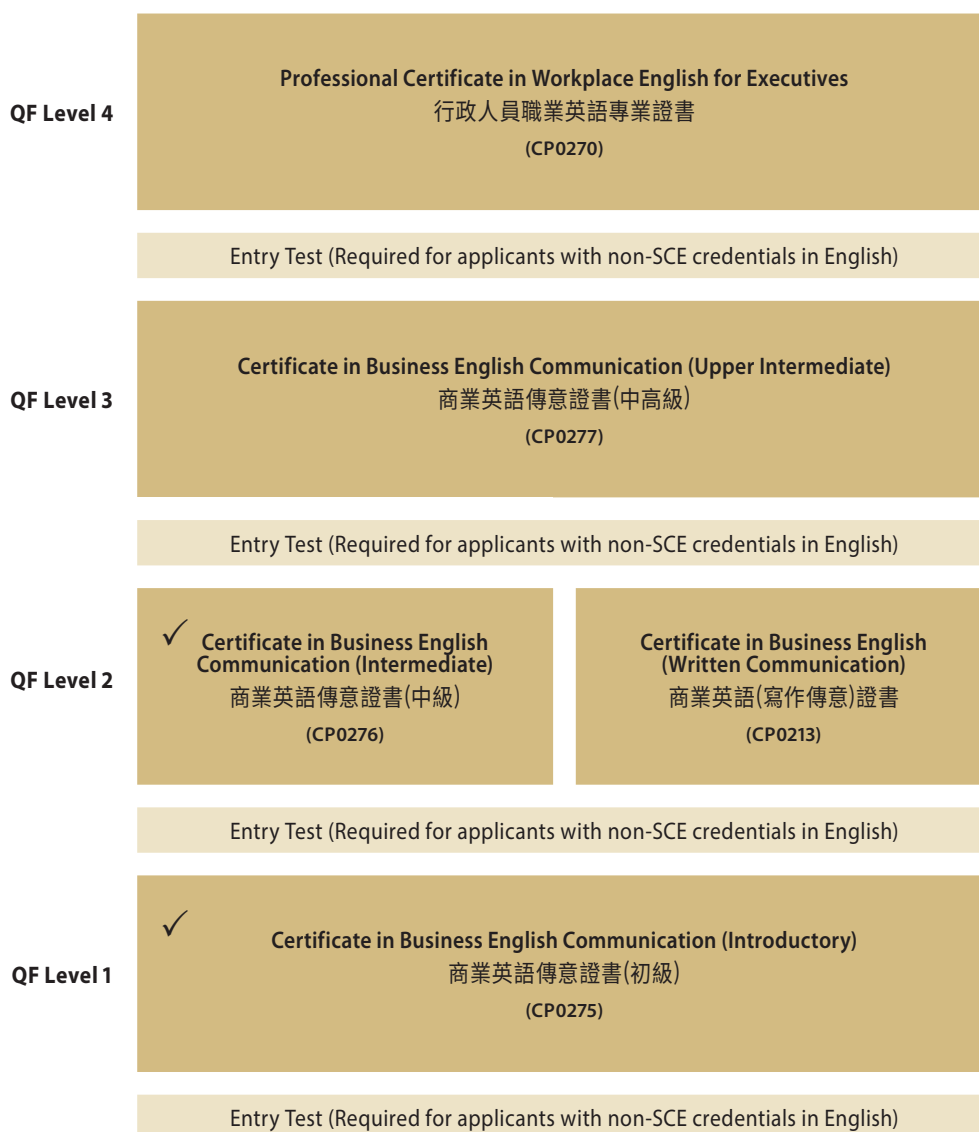 QF Level 4
Professional Certificate in Workplace English for Executives
行政人員職業英語專業證書
(CP0270)
Entry Test (Required for applicants with non-SCE credentials in English)
QF Level 3
Certificate in Business English Communication (Upper Intermediate)
商業英語傳意證書(中高級)
(CP0277)
Entry Test (Required for applicants with non-SCE credentials in English)
QF Level 2
✓
Certificate in Business English
Communication (Intermediate)
商業英語傳意證書(中級)
(CP0276)
Certificate in Business English
(Written Communication)
商業英語(寫作傳意)證書
(CP0213)
Entry Test (Required for applicants with non-SCE credentials in English)
QF Level 1
✓
Certificate in Business English Communication (Introductory)
商業英語傳意證書(初級)
(CP0275)
Entry Test (Required for applicants with non-SCE credentials in English)